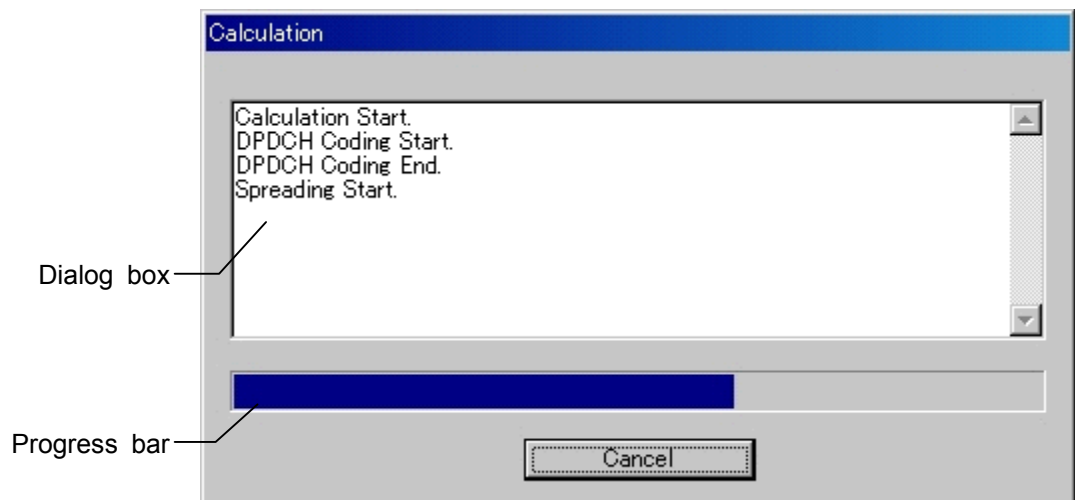 Calculation
Calculation Start.
DPDCH Coding Start.
DPDCH Coding End.
Spreading Start.
Dialog box
Progress bar
Cancel